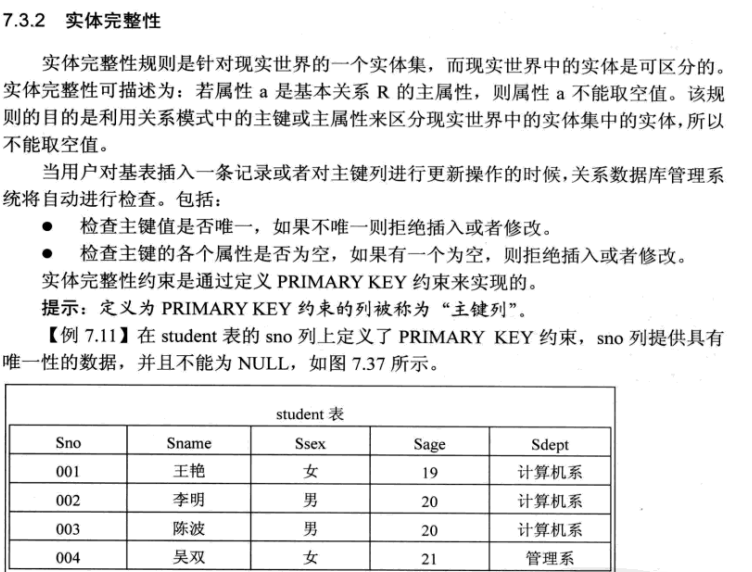 7.3.2 实体完整性
实体完整性规则是针对现实世界的一个实体集，而现实世界中的实体是可区分的。
实体完整性可描述为：若属性 a 是基本关系 R 的主属性，则属性 a 不能取空值。该规
则的目的是利用关系模式中的主键或主属性来区分现实世界中的实体集中的实体,所以
不能取空值。
当用户对基表插入一条记录或者对主键列进行更新操作的时候,关系数据库管理系
统将自动进行检查。包括：
● 检查主键值是否唯一，如果不唯一则拒绝插入或者修改。
● 检查主键的各个属性是否为空，如果有一个为空，则拒绝插入或者修改。
实体完整性约束是通过定义 PRIMARY KEY 约束来实现的。
提示：定义为 PRIMARY KEY 约束的列被称为“主键列”。
【例 7.11】在 student 表的 sno 列上定义了 PRIMARY KEY 约束，sno 列提供具有
唯一性的数据，并且不能为 NULL，如图 7.37 所示。
student 表
Sno Sname Ssex Sage Sdept
001 王艳 女 19 计算机系
002 李明 男 20 计算机系
003 陈波 男 20 计算机系
004 吴双 女 21 管理系